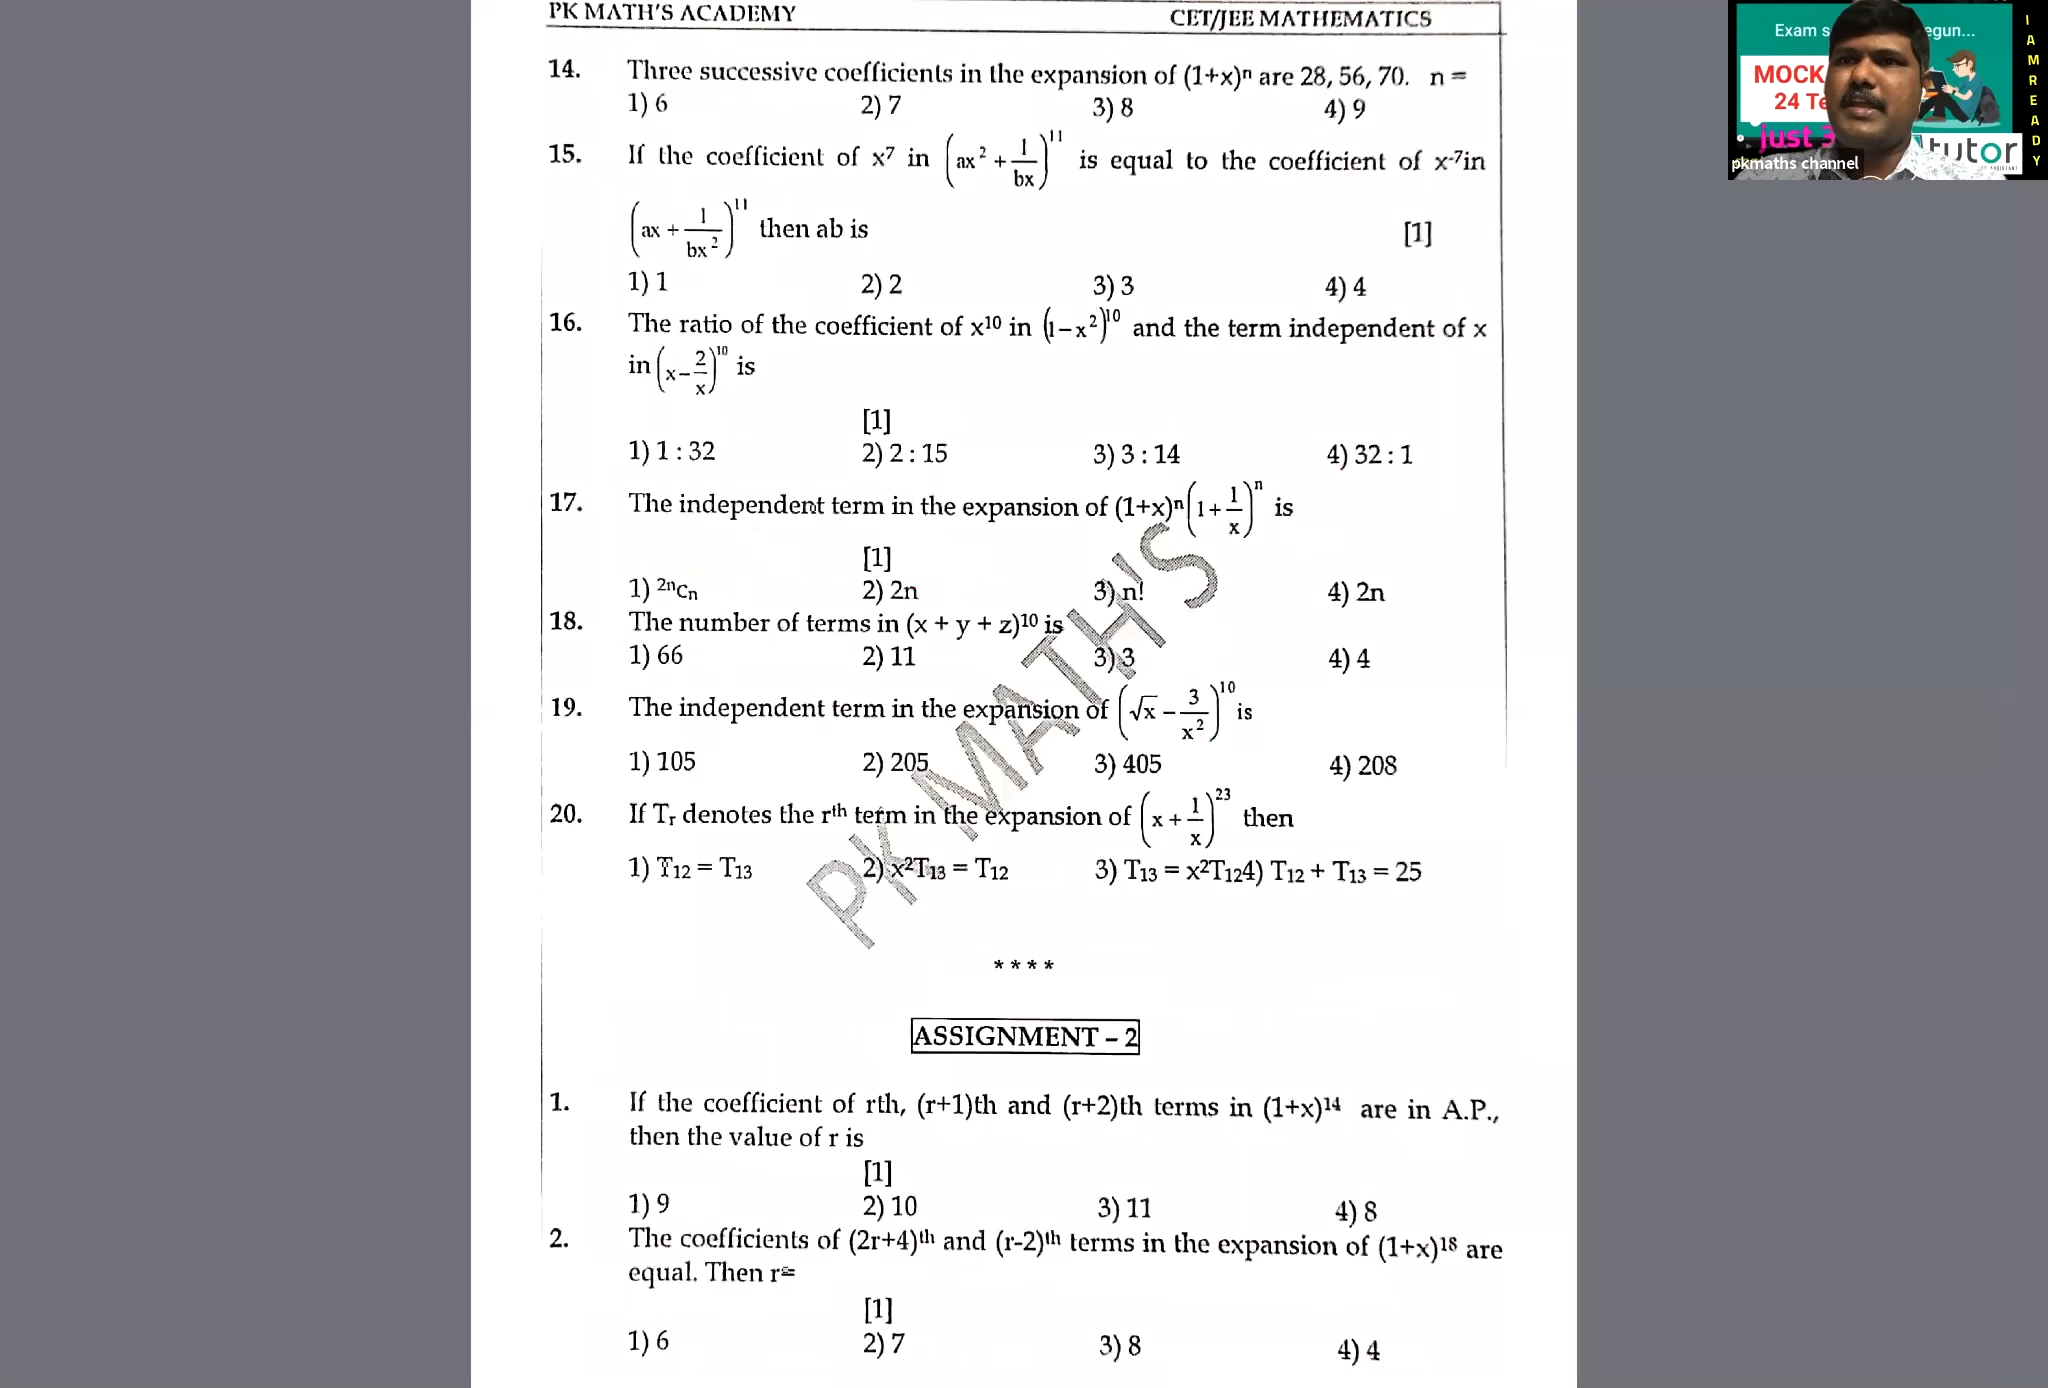 PK MATH'S ACADEMY CET/JEE MATHEMATICS
14. Three successive coefficients in the expansion of (1+x)ⁿ are 28, 56, 70. n =
1) 6 2) 7 3) 8 4) 9
15. If the coefficient of x⁷ in (ax² + 1/bx)¹¹ is equal to the coefficient of x⁻⁷in
(ax + 1/bx²)¹¹ then ab is [1]
1) 1 2) 2 3) 3 4) 4
16. The ratio of the coefficient of x¹⁰ in (1−x²)¹⁰ and the term independent of x
in (x − 2/x)¹⁰ is
[1]
1) 1 : 32 2) 2 : 15 3) 3 : 14 4) 32 : 1
17. The independent term in the expansion of (1+x)ⁿ(1 + 1/x)ⁿ is
[1]
1) ²ⁿcₙ 2) 2n 3) n! 4) 2n
18. The number of terms in (x + y + z)¹⁰ is
1) 66 2) 11 3) 3 4) 4
19. The independent term in the expansion of (√x − 3/x²)¹⁰ is
1) 105 2) 205 3) 405 4) 208
20. If Tᵣ denotes the rᵗʰ term in the expansion of (x + 1/x)²³ then
1) T₁₂ = T₁₃ 2) x²T₁₃ = T₁₂ 3) T₁₃ = x²T₁₂4) T₁₂ + T₁₃ = 25
PK MATH'S
* * * *
ASSIGNMENT – 2
1. If the coefficient of rth, (r+1)th and (r+2)th terms in (1+x)¹⁴ are in A.P.,
then the value of r is
[1]
1) 9 2) 10 3) 11 4) 8
2. The coefficients of (2r+4)ᵗʰ and (r-2)ᵗʰ terms in the expansion of (1+x)¹⁸ are
equal. Then r=
[1]
1) 6 2) 7 3) 8 4) 4
Exam
MOCK
24
just 3
tutor
pkmaths channel
I AM READY